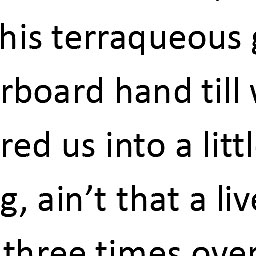 his terraqueous
rboard hand till
red us into a littl
g, ain’t that a live
three times over